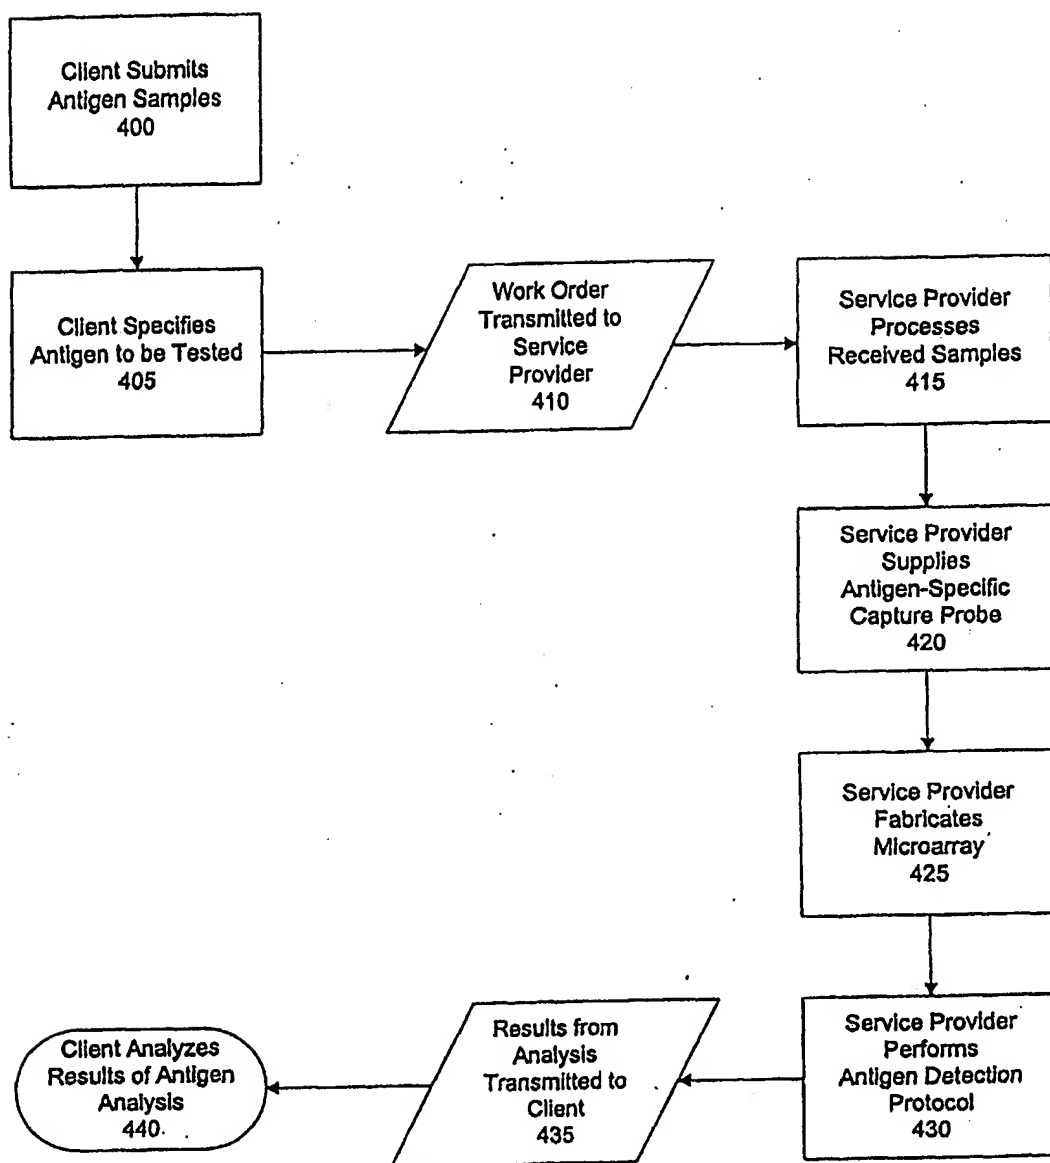 Client Submits
Antigen Samples
400
Client Specifies
Antigen to be Tested
405
Work Order
Transmitted to
Service
Provider
410
Service Provider
Processes
Received Samples
415
Service Provider
Supplies
Antigen-Specific
Capture Probe
420
Service Provider
Fabricates
Microarray
425
Service Provider
Performs
Antigen Detection
Protocol
430
Results from
Analysis
Transmitted to
Client
435
Client Analyzes
Results of Antigen
Analysis
440